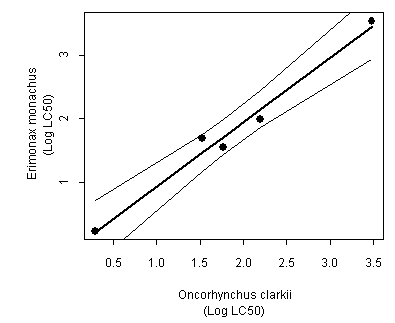 Erimonax monachus
(Log LC50)
3
2
1
0.5 1.0 1.5 2.0 2.5 3.0 3.5
Oncorhynchus clarkii
(Log LC50)